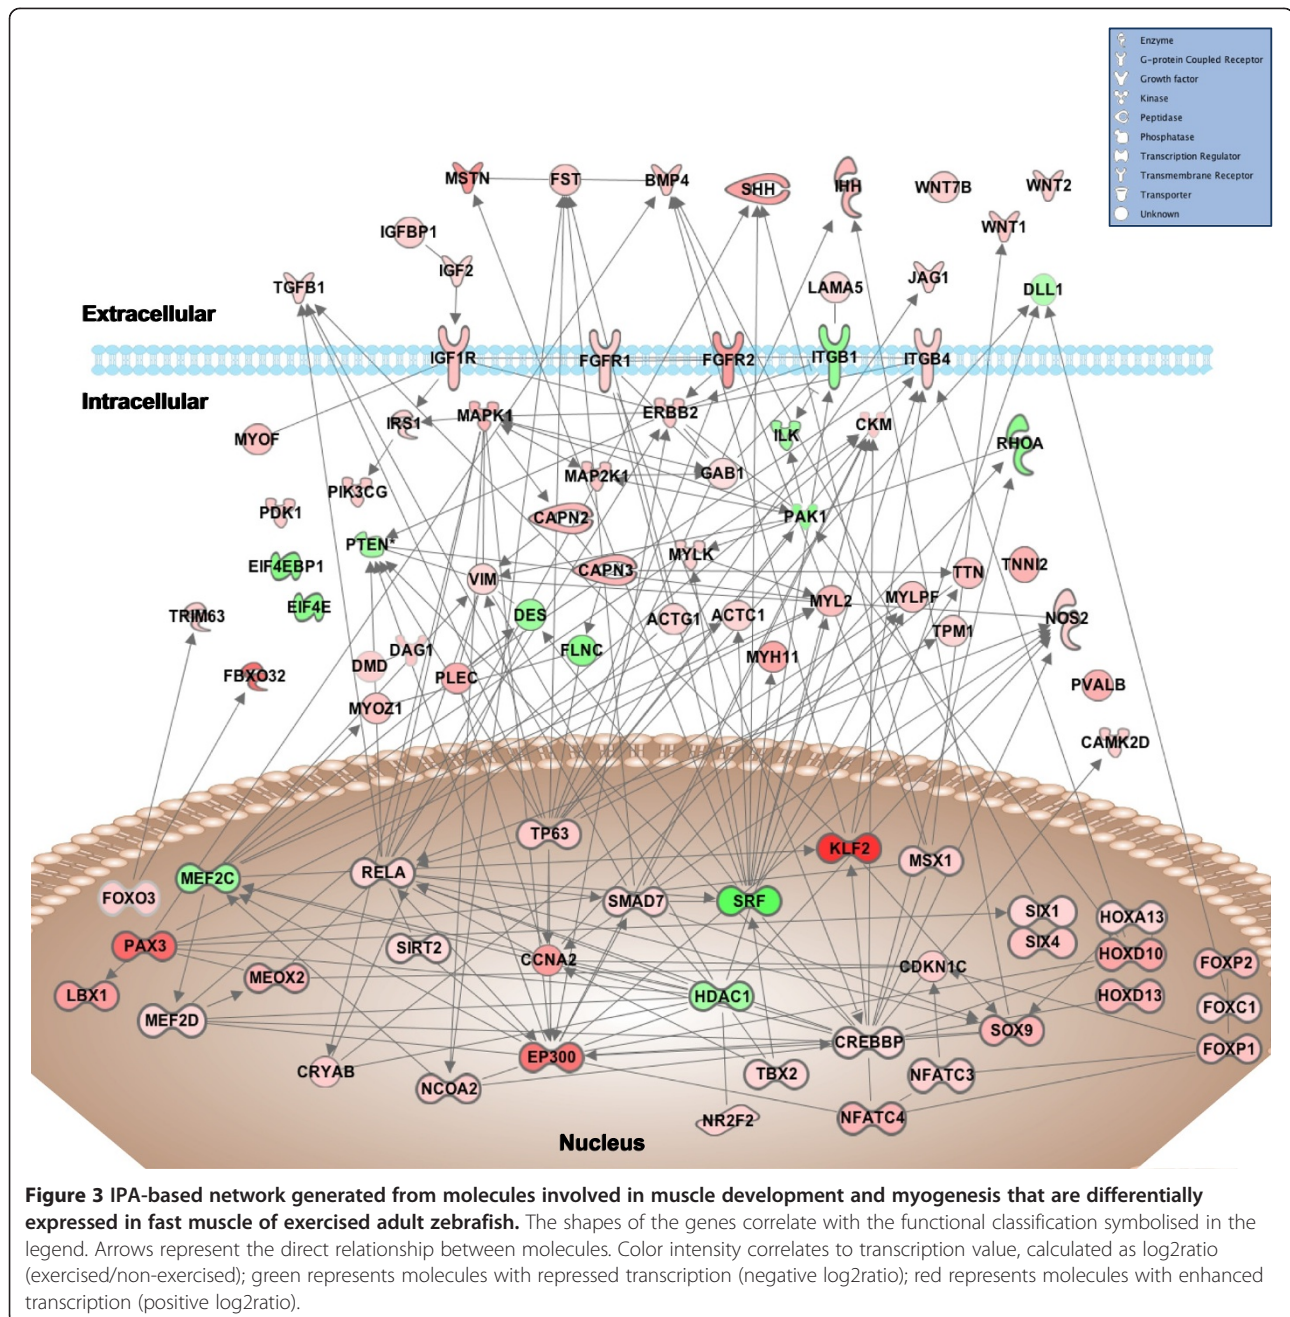 Enzyme
G-protein Coupled Receptor
Growth factor
Kinase
Peptidase
Phosphatase
Transcription Regulator
Transmembrane Receptor
Transporter
Unknown
MSTN FST BMP4 SHH IHH WNT7B WNT2
IGFBP1 WNT1
IGF2
TGFB1 LAMA5 JAG1 DLL1
Extracellular
IGF1R FGFR1 FGFR2 ITGB1 ITGB4
Intracellular
IRS1 MAPK1 ERBB2 CKM
MYOF ILK RHOA
MAP2K1 GAB1
PIK3CG
PDK1 CAPN2 PAK1
PTEN*
EIF4EBP1 VIM CAPN3 MYLK TTN TNNI2
EIF4E DES ACTG1 ACTC1 MYL2 MYLPF
TRIM63 NOS2
TPM1
DAG1 FLNC
DMD MYH11
FBXO32 PLEC PVALB
MYOZ1
CAMK2D
TP63
KLF2 MSX1
MEF2C RELA
FOXO3 SMAD7 SRF SIX1 HOXA13
PAX3 SIRT2 SIX4
CCNA2 CDKN1C HOXD10 FOXP2
MEOX2
LBX1 HDAC1 HOXD13
MEF2D FOXC1
SOX9
CREBBP
EP300 FOXP1
CRYAB TBX2 NFATC3
NCOA2
NR2F2 NFATC4
Nucleus
Figure 3 IPA-based network generated from molecules involved in muscle development and myogenesis that are differentially
expressed in fast muscle of exercised adult zebrafish. The shapes of the genes correlate with the functional classification symbolised in the
legend. Arrows represent the direct relationship between molecules. Color intensity correlates to transcription value, calculated as log2ratio
(exercised/non-exercised); green represents molecules with repressed transcription (negative log2ratio); red represents molecules with enhanced
transcription (positive log2ratio).